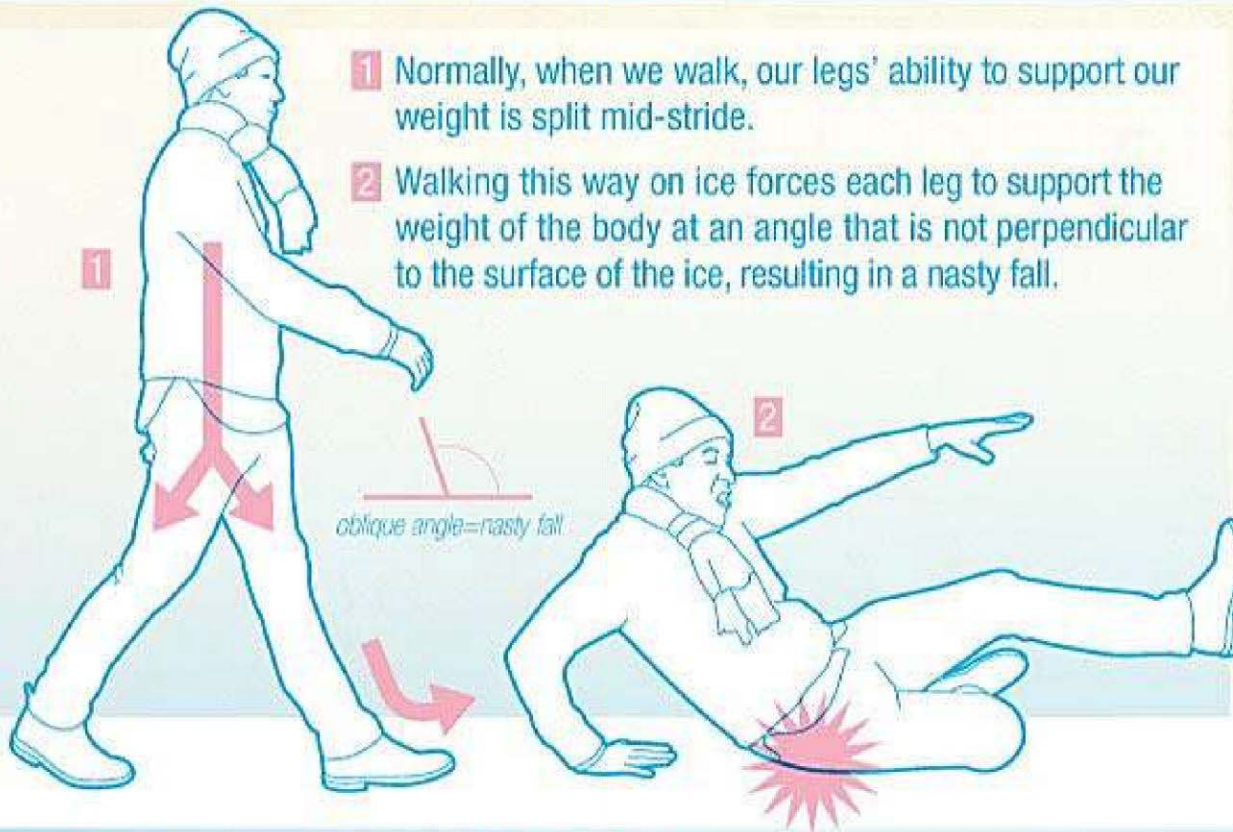 1 Normally, when we walk, our legs' ability to support our
weight is split mid-stride.
2 Walking this way on ice forces each leg to support the
weight of the body at an angle that is not perpendicular
to the surface of the ice, resulting in a nasty fall.
1
2
oblique angle=nasty fall